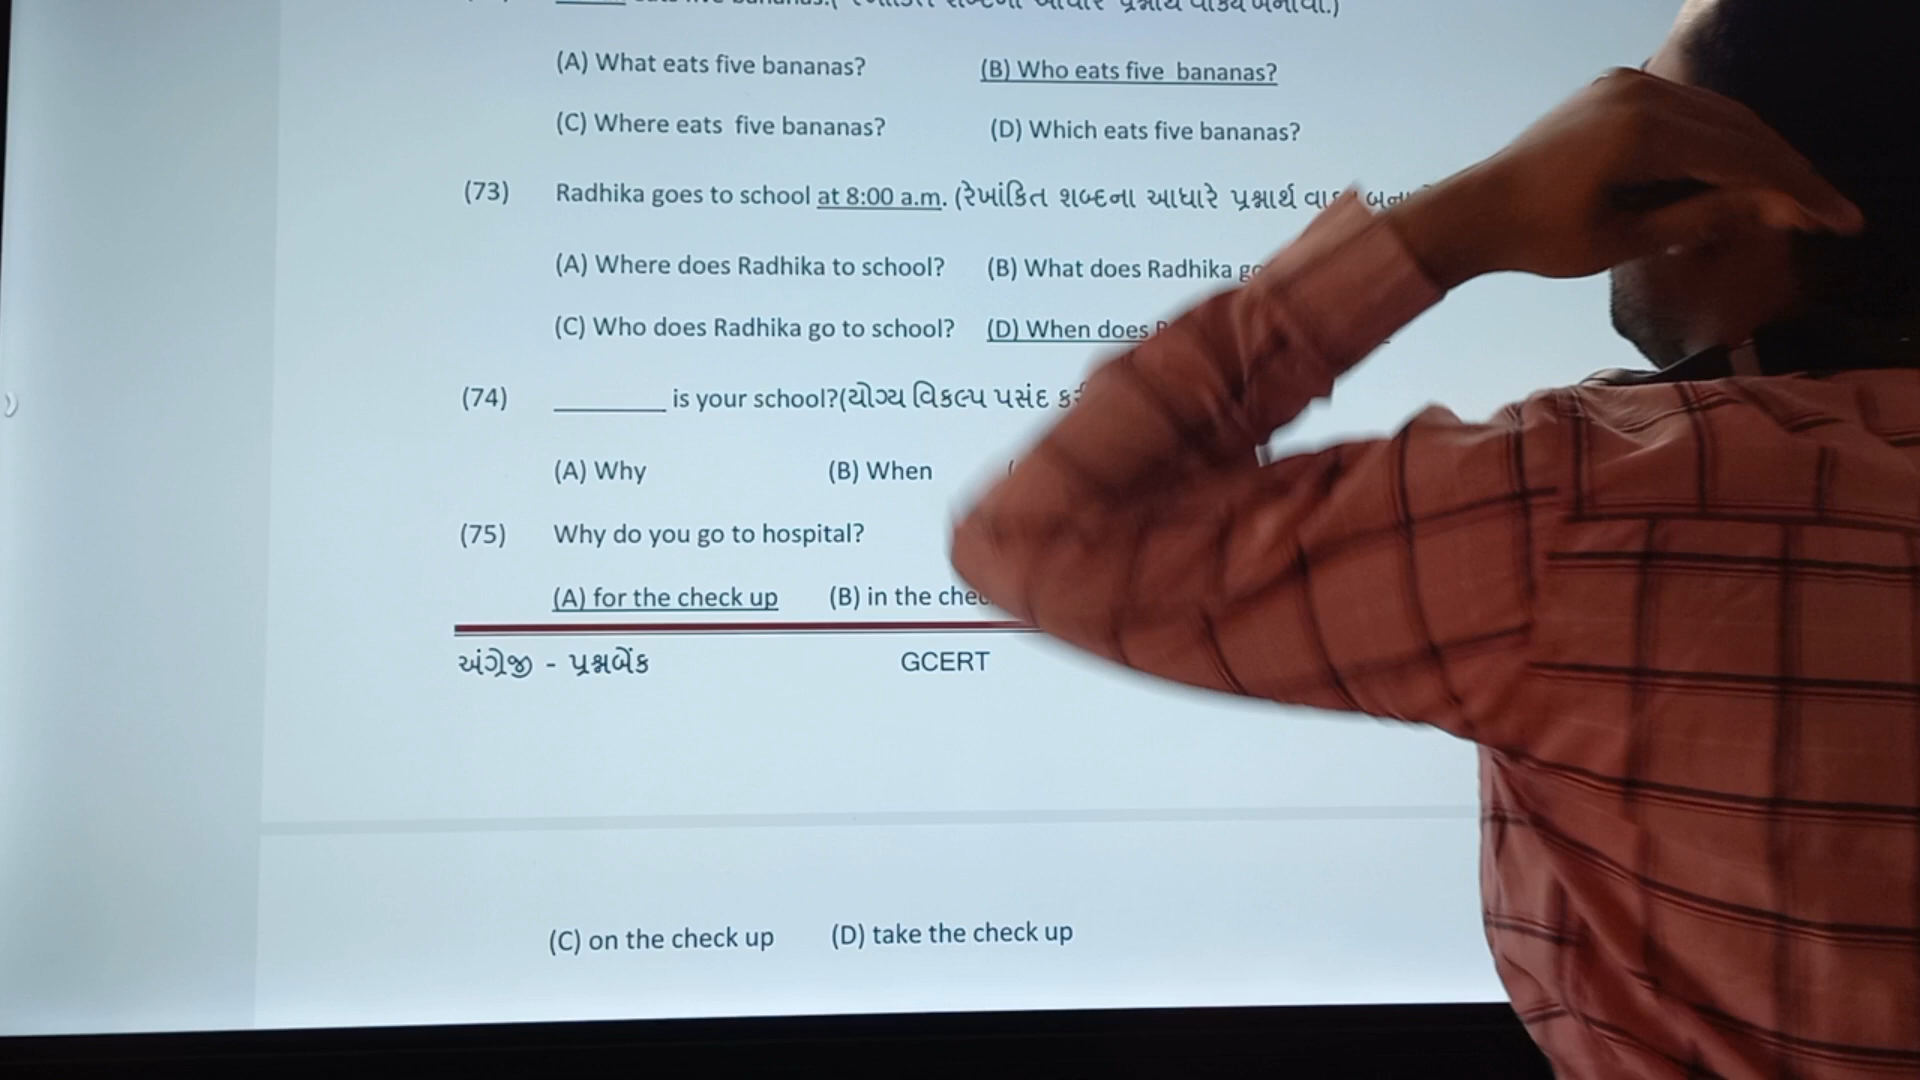 (A) What eats five bananas? (B) Who eats five bananas?
(C) Where eats five bananas? (D) Which eats five bananas?
(73) Radhika goes to school at 8:00 a.m. (રેખાંકિત શબ્દના આધારે પ્રશ્નાર્થ
(A) Where does Radhika to school? (B) What does Radhika
(C) Who does Radhika go to school? (D) When does
(74) ________ is your school?(યોગ્ય વિકલ્પ પસંદ
(A) Why (B) When
(75) Why do you go to hospital?
(A) for the check up (B) in the
અંગ્રેજી - પ્રશ્નબેંક GCERT
(C) on the check up (D) take the check up